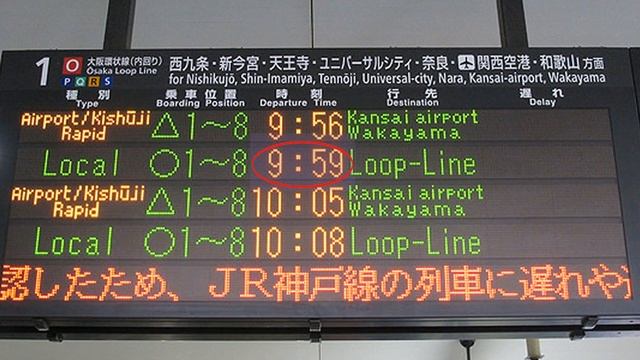 1 O 大阪環状線(内回り) 西九条・新今宮・天王寺・ユニバーサルシティ・奈良・関西空港・和歌山 方面
Osaka Loop Line
P Q R S for Nishikujō, Shin-Imamiya, Tennōji, Universal-city, Nara, Kansai-airport, Wakayama
種別 乗車位置 時刻 行先 遅れ
Type Boarding Position Departure Time Destination Delay
Airport/Kishūji Rapid △1～8 9:56 Kansai airport Wakayama
Local ○1～8 9:59 Loop-Line
Airport/Kishūji Rapid △1～8 10:05 Kansai airport Wakayama
Local ○1～8 10:08 Loop-Line
認したため、JR神戸線の列車に遅れや